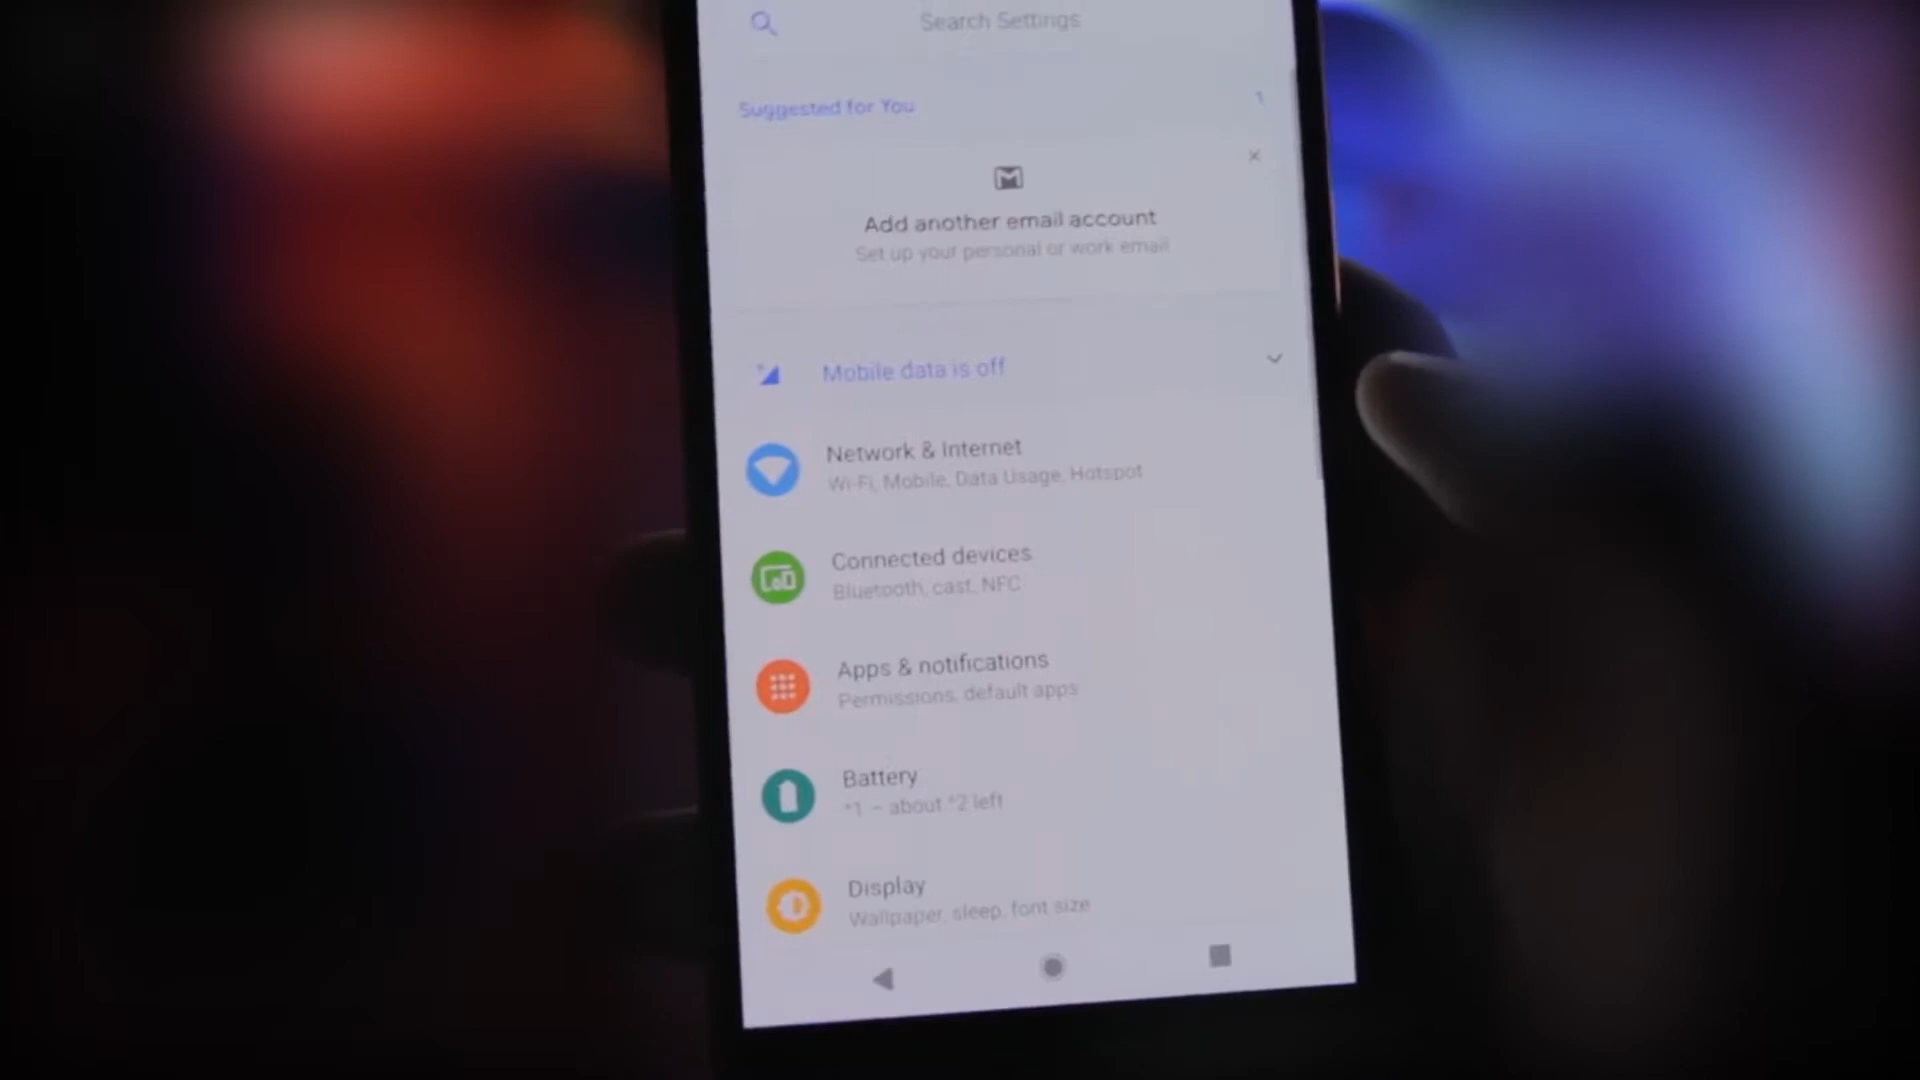 Search Settings
Suggested for You
1
Add another email account
Set up your personal or work email
Mobile data is off
Network & Internet
Wi-Fi, Mobile, Data Usage, Hotspot
Connected devices
Bluetooth, cast, NFC
Apps & notifications
Permissions, default apps
Battery
^1 – about ^2 left
Display
Wallpaper, sleep, font size